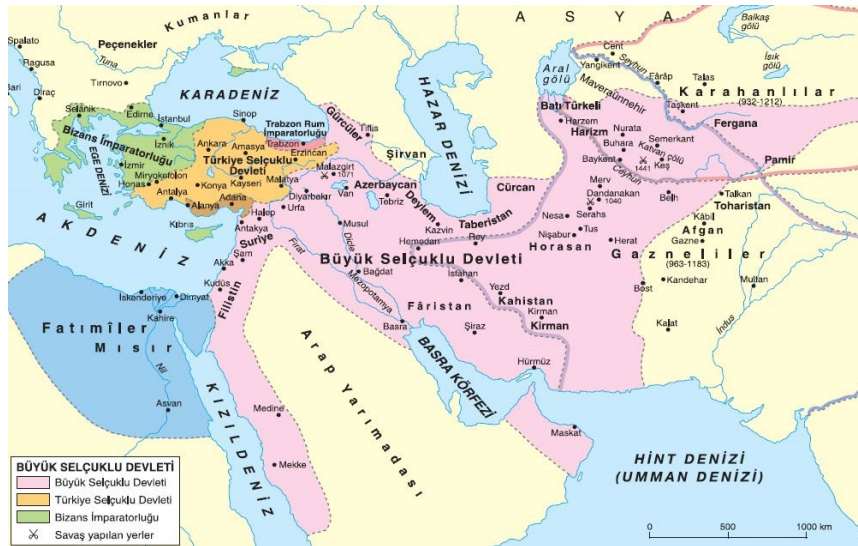 A S Y A
Kumanlar
Peçenekler
Spalato
Ragusa
Bari
Diraç
Tuna
Tırnovo
KARADENİZ
HAZAR DENİZİ
Aral
gölü
Balkaş
gölü
Isık
gölü
Cent
Yangikent
Seyhun
Fârâp
Talas
Karahanlılar
(932-1212)
Taşkent
Maveraünnehir
Fergana
Batı Türkeli
Harzem
Harizm
Nurata
Buhara
Semerkant
Katvan çölü
Baykent
1441
Keş
Ceyhun
Pamir
Selânik
Edirne
İstanbul
Bizans İmparatorluğu
İznik
EGE DENİZİ
İzmir
Miryokefolon
Honas
Antalya
Alanya
Girit
Kıbrıs
Sinop
Ankara
Amasya
Türkiye Selçuklu
Devleti
Konya
Kayseri
Malatya
Adana
Trabzon Rum
İmparatorluğu
Trabzon
Erzincan
Gürcüler
Tiflis
Şirvan
Malazgirt
1071
Van
Azerbaycan
Tebriz
Diyarbakır
Urfa
Halep
Antakya
Suriye
Musul
Deylem
Kazvin
Taberistan
Cürcan
Rey
Hemedan
Merv
Dandanakan
1040
Nesa
Serahs
Tus
Nişabur
Horasan
Herat
Belh
Talkan
Toharistan
Kâbil
Afgan
Gazne
Gazneliler
(963-1183)
Best
Kandehar
Multan
Kalat
İndus
AKDENİZ
Şam
Akka
Kudüs
Filistin
Fırat
Dicle
Bağdat
Mezopotamya
Basra
Büyük Selçuklu Devleti
İsfahan
Yezd
Kahistan
Fâristan
Kirman
Kirman
Şiraz
Hürmüz
BASRA KÖRFEZİ
Maskat
İskenderiye
Dimyat
Kahire
Fatımîler
Mısır
Nil
Asvan
KIZILDENİZ
Medine
Mekke
Arap Yarımadası
HİNT DENİZİ
(UMMAN DENİZİ)
BÜYÜK SELÇUKLU DEVLETİ
Büyük Selçuklu Devleti
Türkiye Selçuklu Devleti
Bizans İmparatorluğu
Savaş yapılan yerler
0 500 1000 km